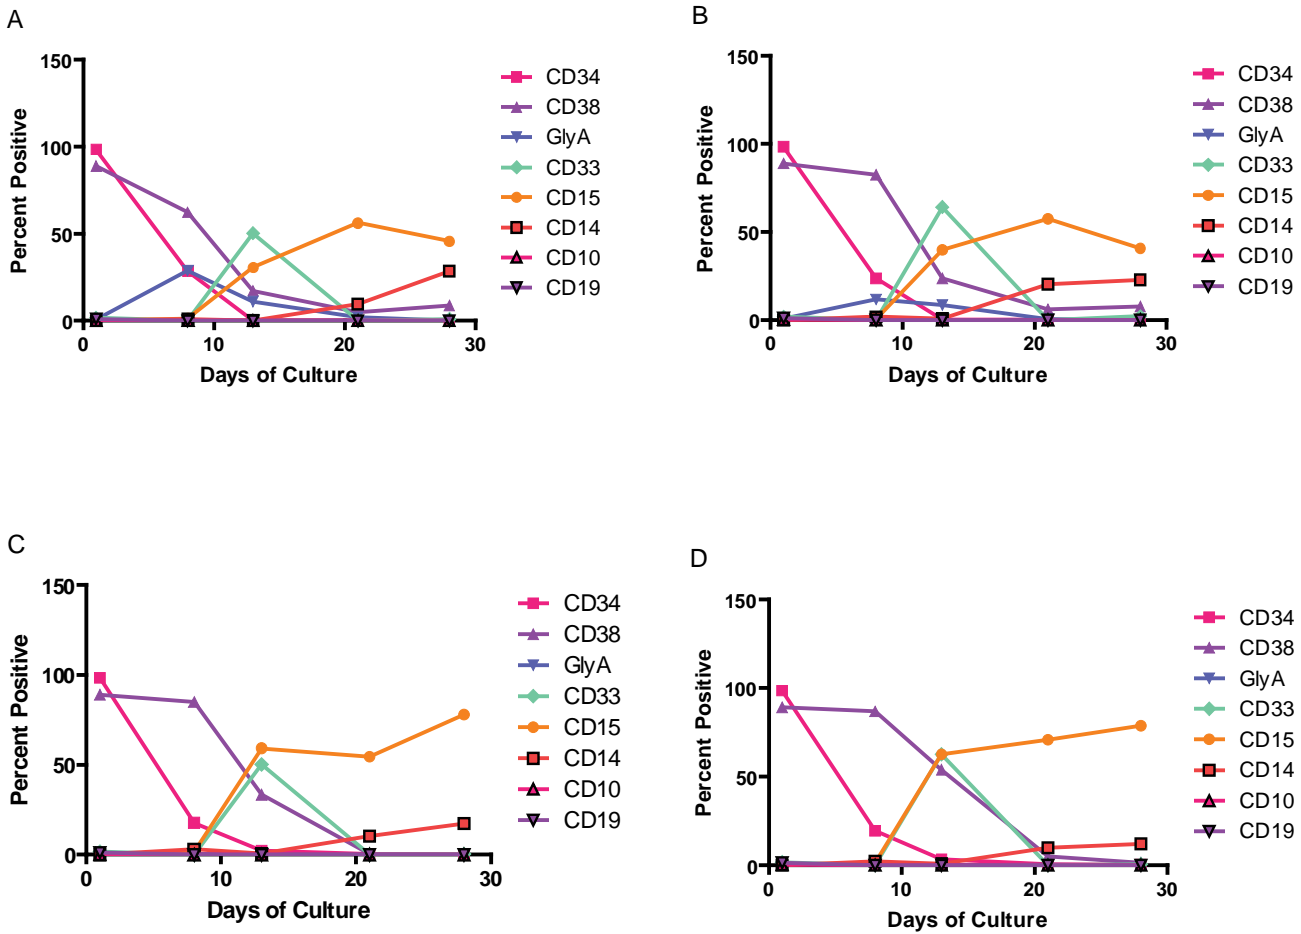 A
150
100
50
0
0
10
20
30
Percent Positive
Days of Culture
CD34
CD38
GlyA
CD33
CD15
CD14
CD10
CD19
B
150
100
50
0
0
10
20
30
Percent Positive
Days of Culture
CD34
CD38
GlyA
CD33
CD15
CD14
CD10
CD19
C
150
100
50
0
0
10
20
30
Percent Positive
Days of Culture
CD34
CD38
GlyA
CD33
CD15
CD14
CD10
CD19
D
150
100
50
0
0
10
20
30
Percent Positive
Days of Culture
CD34
CD38
GlyA
CD33
CD15
CD14
CD10
CD19